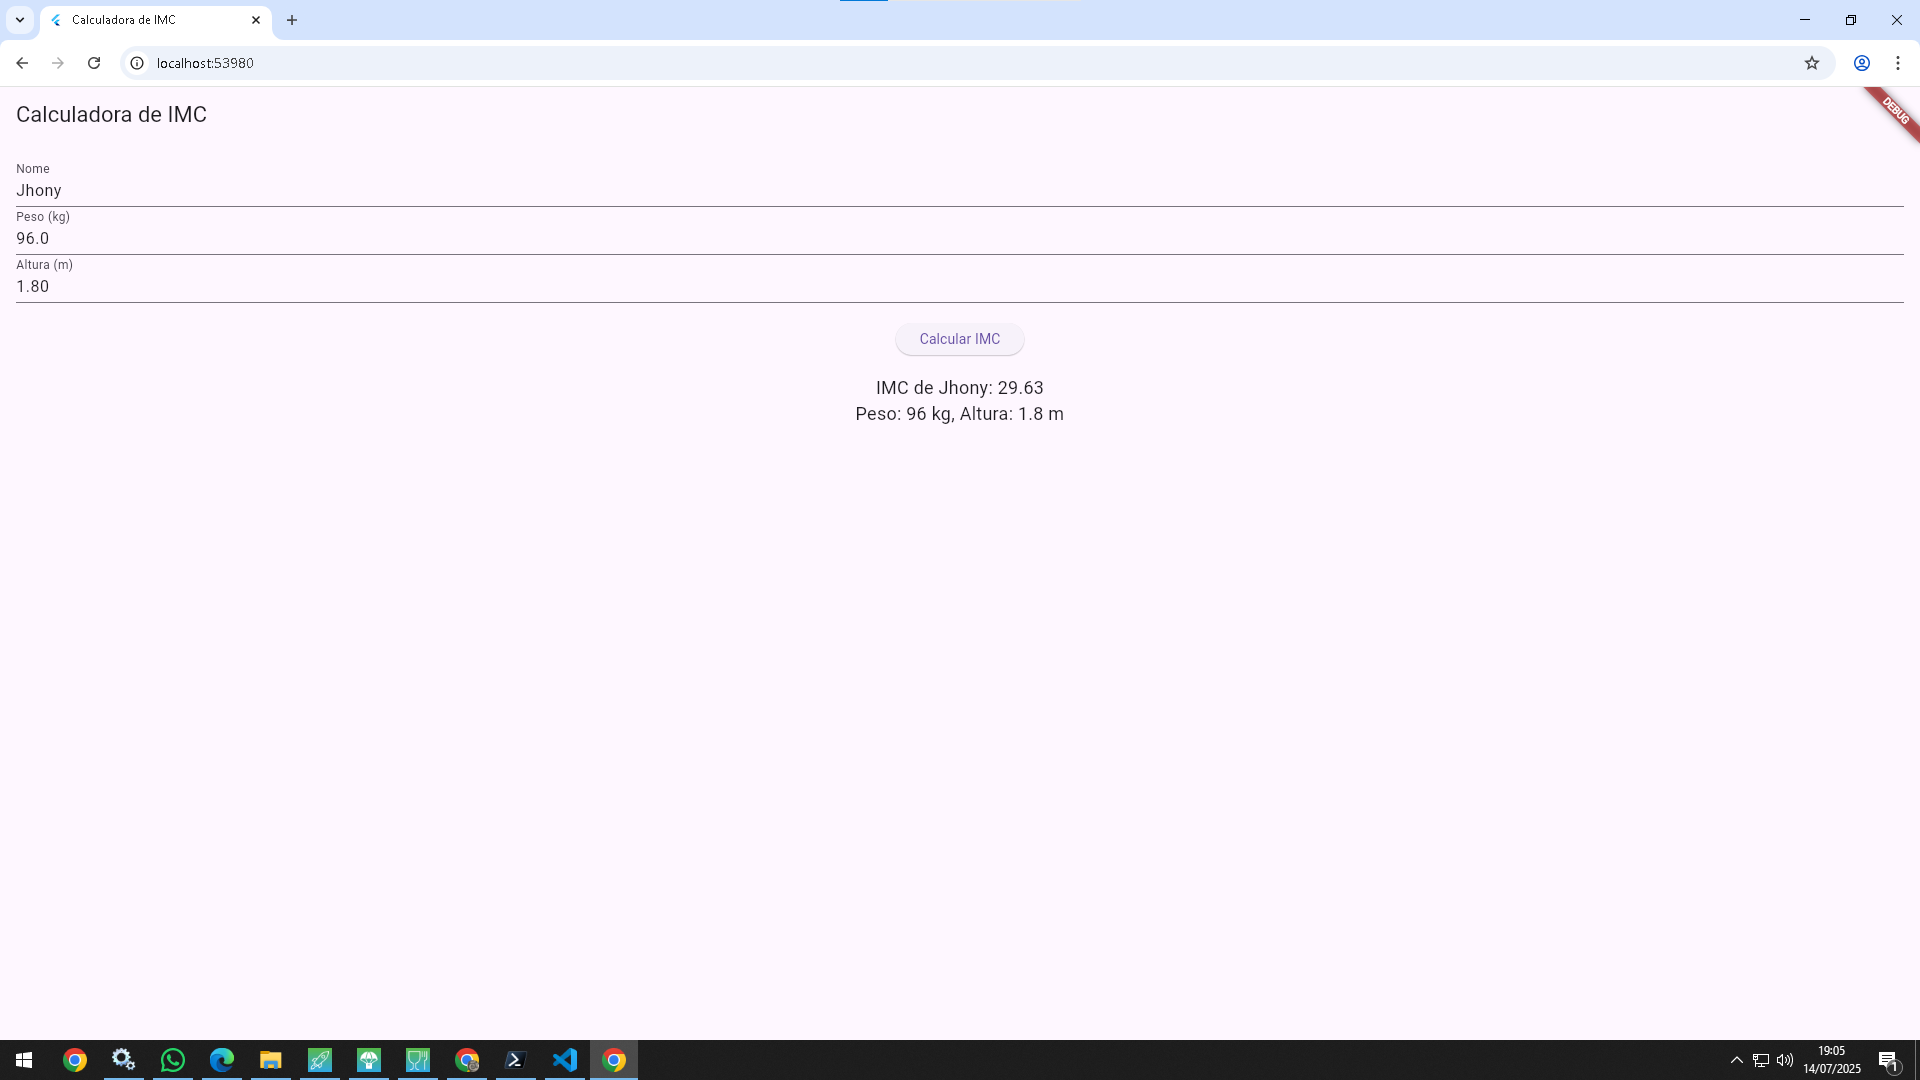 Calculadora de IMC
localhost:53980
Calculadora de IMC
DEBUG
Nome
Jhony
Peso (kg)
96.0
Altura (m)
1.80
Calcular IMC
IMC de Jhony: 29.63
Peso: 96 kg, Altura: 1.8 m
19:05
14/07/2025
1